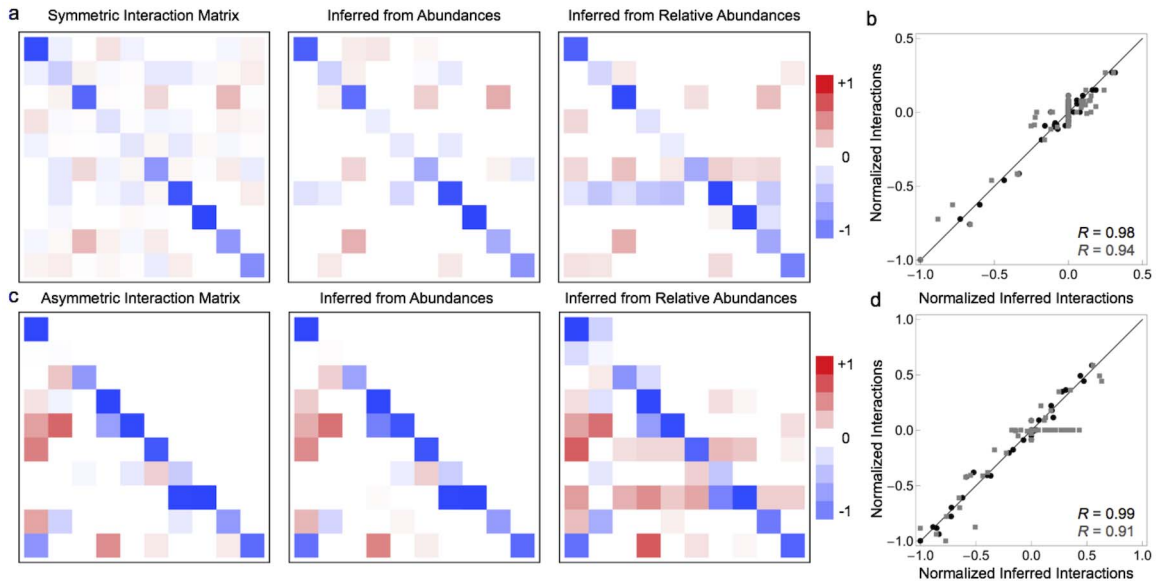 a
Symmetric Interaction Matrix
Inferred from Abundances
Inferred from Relative Abundances
+1
0
-1
b
Normalized Interactions
0.5
0.0
-0.5
-1.0
R = 0.98
R = 0.94
-1.0 -0.5 0.0 0.5
Normalized Inferred Interactions
c
Asymmetric Interaction Matrix
Inferred from Abundances
Inferred from Relative Abundances
+1
0
-1
d
Normalized Interactions
1.0
0.5
0.0
-0.5
-1.0
R = 0.99
R = 0.91
-1.0 -0.5 0.0 0.5 1.0
Normalized Inferred Interactions